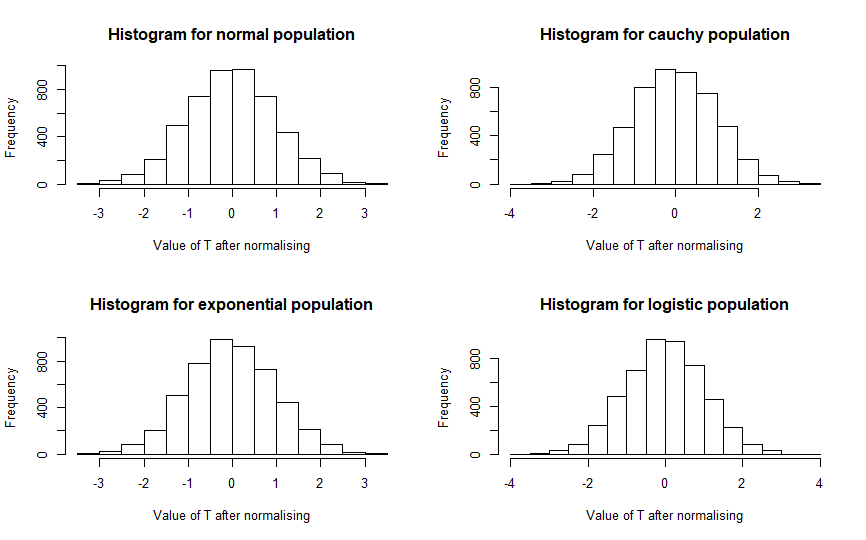 Histogram for normal population
Frequency
0 400 800
-3 -2 -1 0 1 2 3
Value of T after normalising
Histogram for cauchy population
Frequency
0 400 800
-4 -2 0 2
Value of T after normalising
Histogram for exponential population
Frequency
0 400 800
-3 -2 -1 0 1 2 3
Value of T after normalising
Histogram for logistic population
Frequency
0 400 800
-4 -2 0 2 4
Value of T after normalising